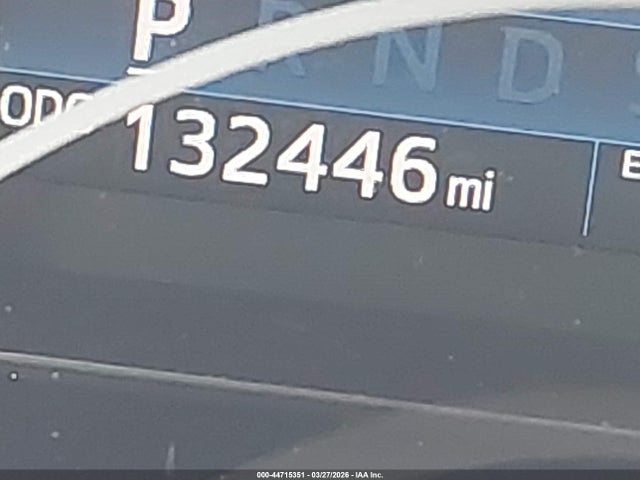 P R N D
ODO 132446 mi
E
000-44715351 - 03/27/2026 - IAA Inc.